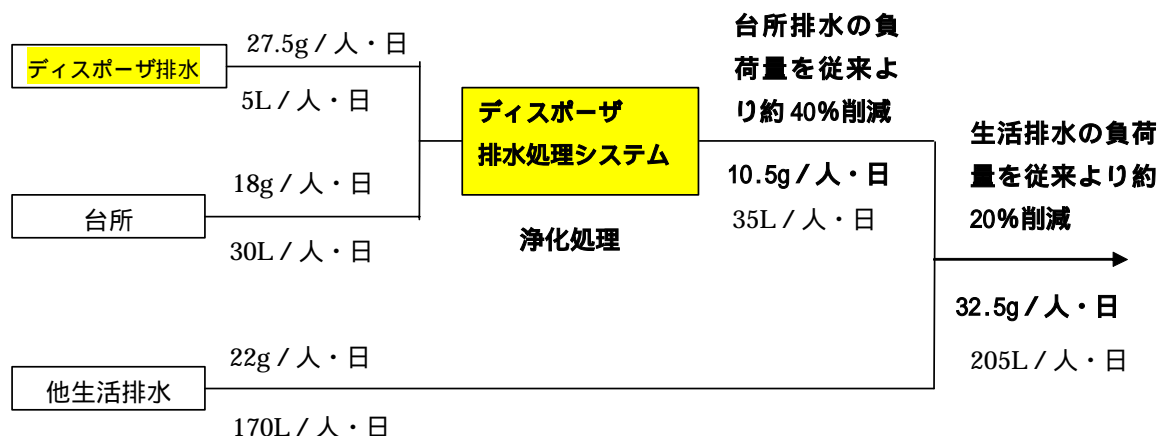 27.5g / 人・日
ディスポーザ排水
5L / 人・日
18g / 人・日
台所
30L / 人・日
ディスポーザ
排水処理システム
浄化処理
台所排水の負
荷量を従来よ
り約 40%削減
10.5g / 人・日
35L / 人・日
22g / 人・日
他生活排水
170L / 人・日
生活排水の負荷
量を従来より約
20%削減
32.5g / 人・日
205L / 人・日